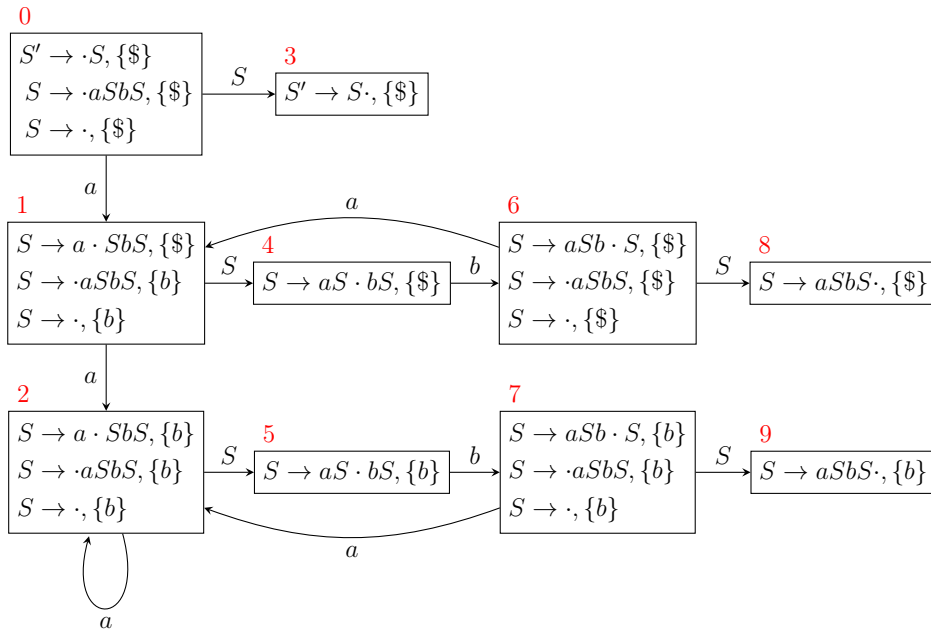 0
S' → ·S, {$}
S → ·aSbS, {$}
S → ·, {$}
S
3
S' → S·, {$}
a
1
S → a · SbS, {$}
S → ·aSbS, {b}
S → ·, {b}
S
4
S → aS · bS, {$}
b
a
6
S → aSb · S, {$}
S → ·aSbS, {$}
S → ·, {$}
S
8
S → aSbS·, {$}
a
2
S → a · SbS, {b}
S → ·aSbS, {b}
S → ·, {b}
S
5
S → aS · bS, {b}
b
7
S → aSb · S, {b}
S → ·aSbS, {b}
S → ·, {b}
S
9
S → aSbS·, {b}
a
a